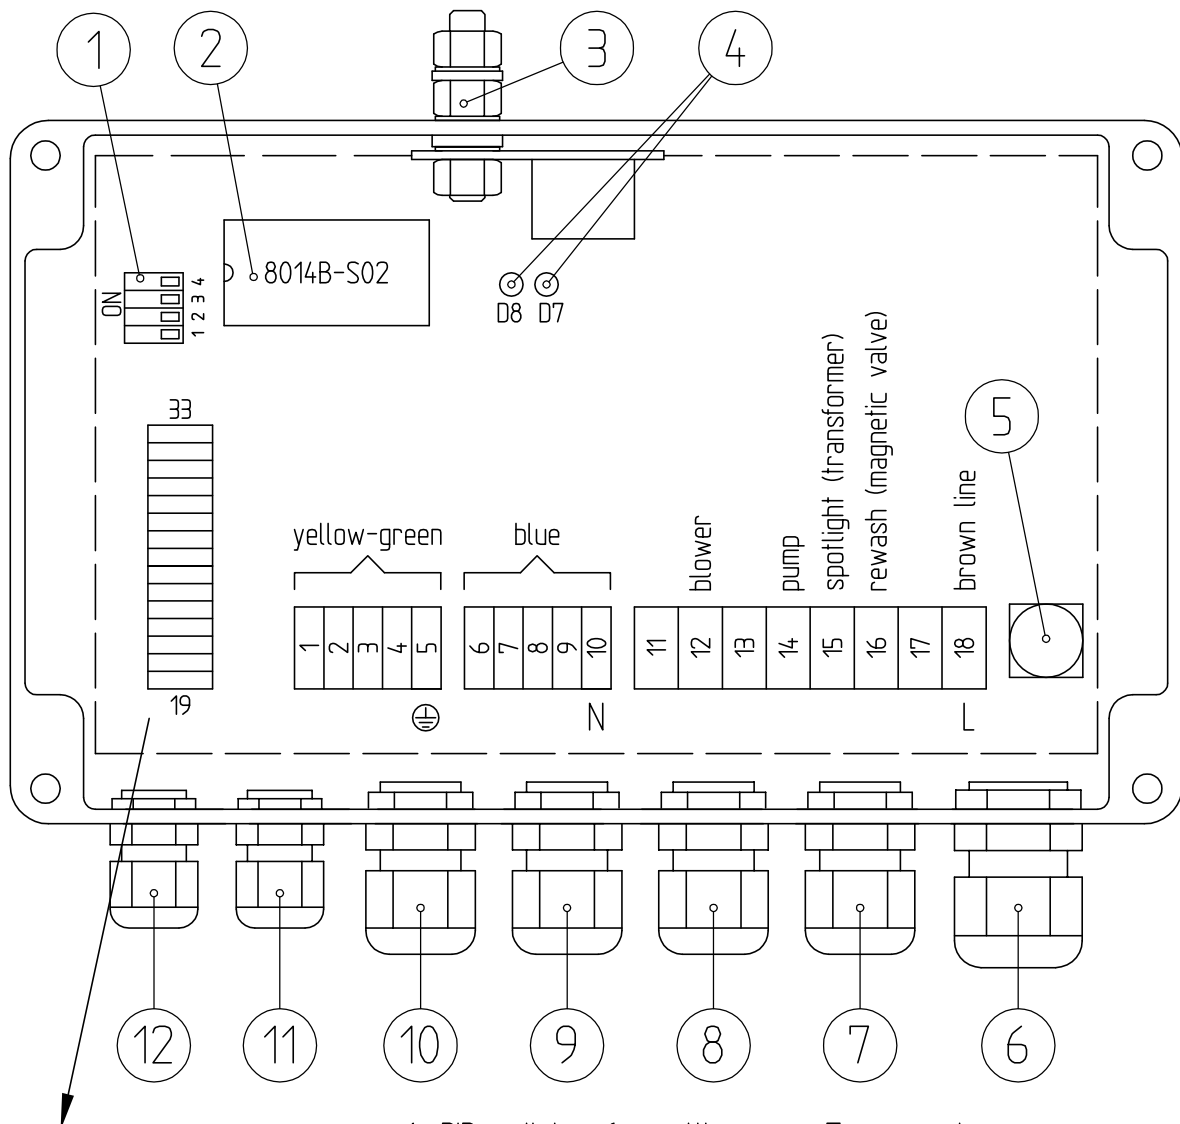 1
2
3
4
8014B-S02
ON
1 2 3 4
D8 D7
5
33
19
yellow-green
blue
blower
pump
spotlight (transformer)
rewash (magnetic valve)
brown line
1 2 3 4 5
6 7 8 9 10
11 12 13 14 15 16 17 18
N
L
12
11
10
9
8
7
6